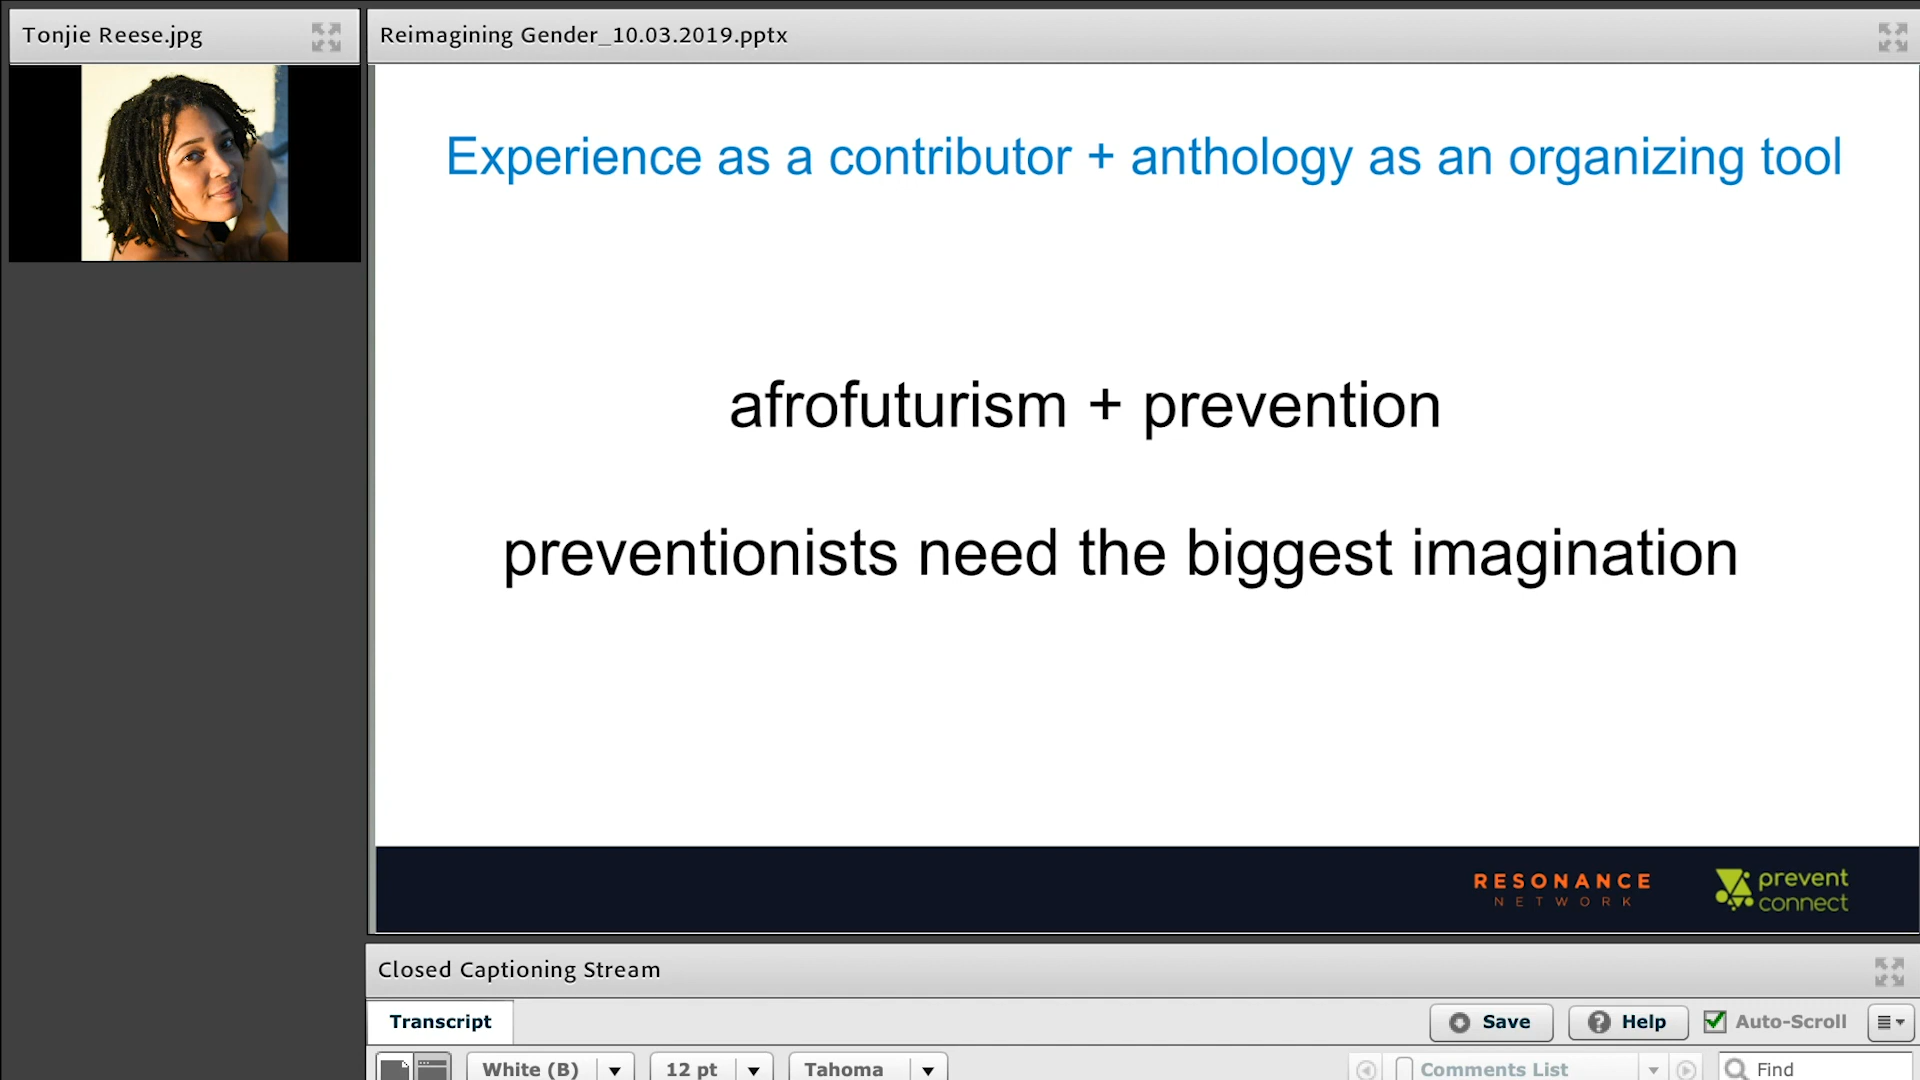 Tonjie Reese.jpg
Reimagining Gender_10.03.2019.pptx
Experience as a contributor + anthology as an organizing tool
afrofuturism + prevention
preventionists need the biggest imagination
RESONANCE
NETWORK
prevent
connect
Closed Captioning Stream
Transcript
Save
Help
Auto-Scroll
White (B)
12 pt
Tahoma
Comments List
Find